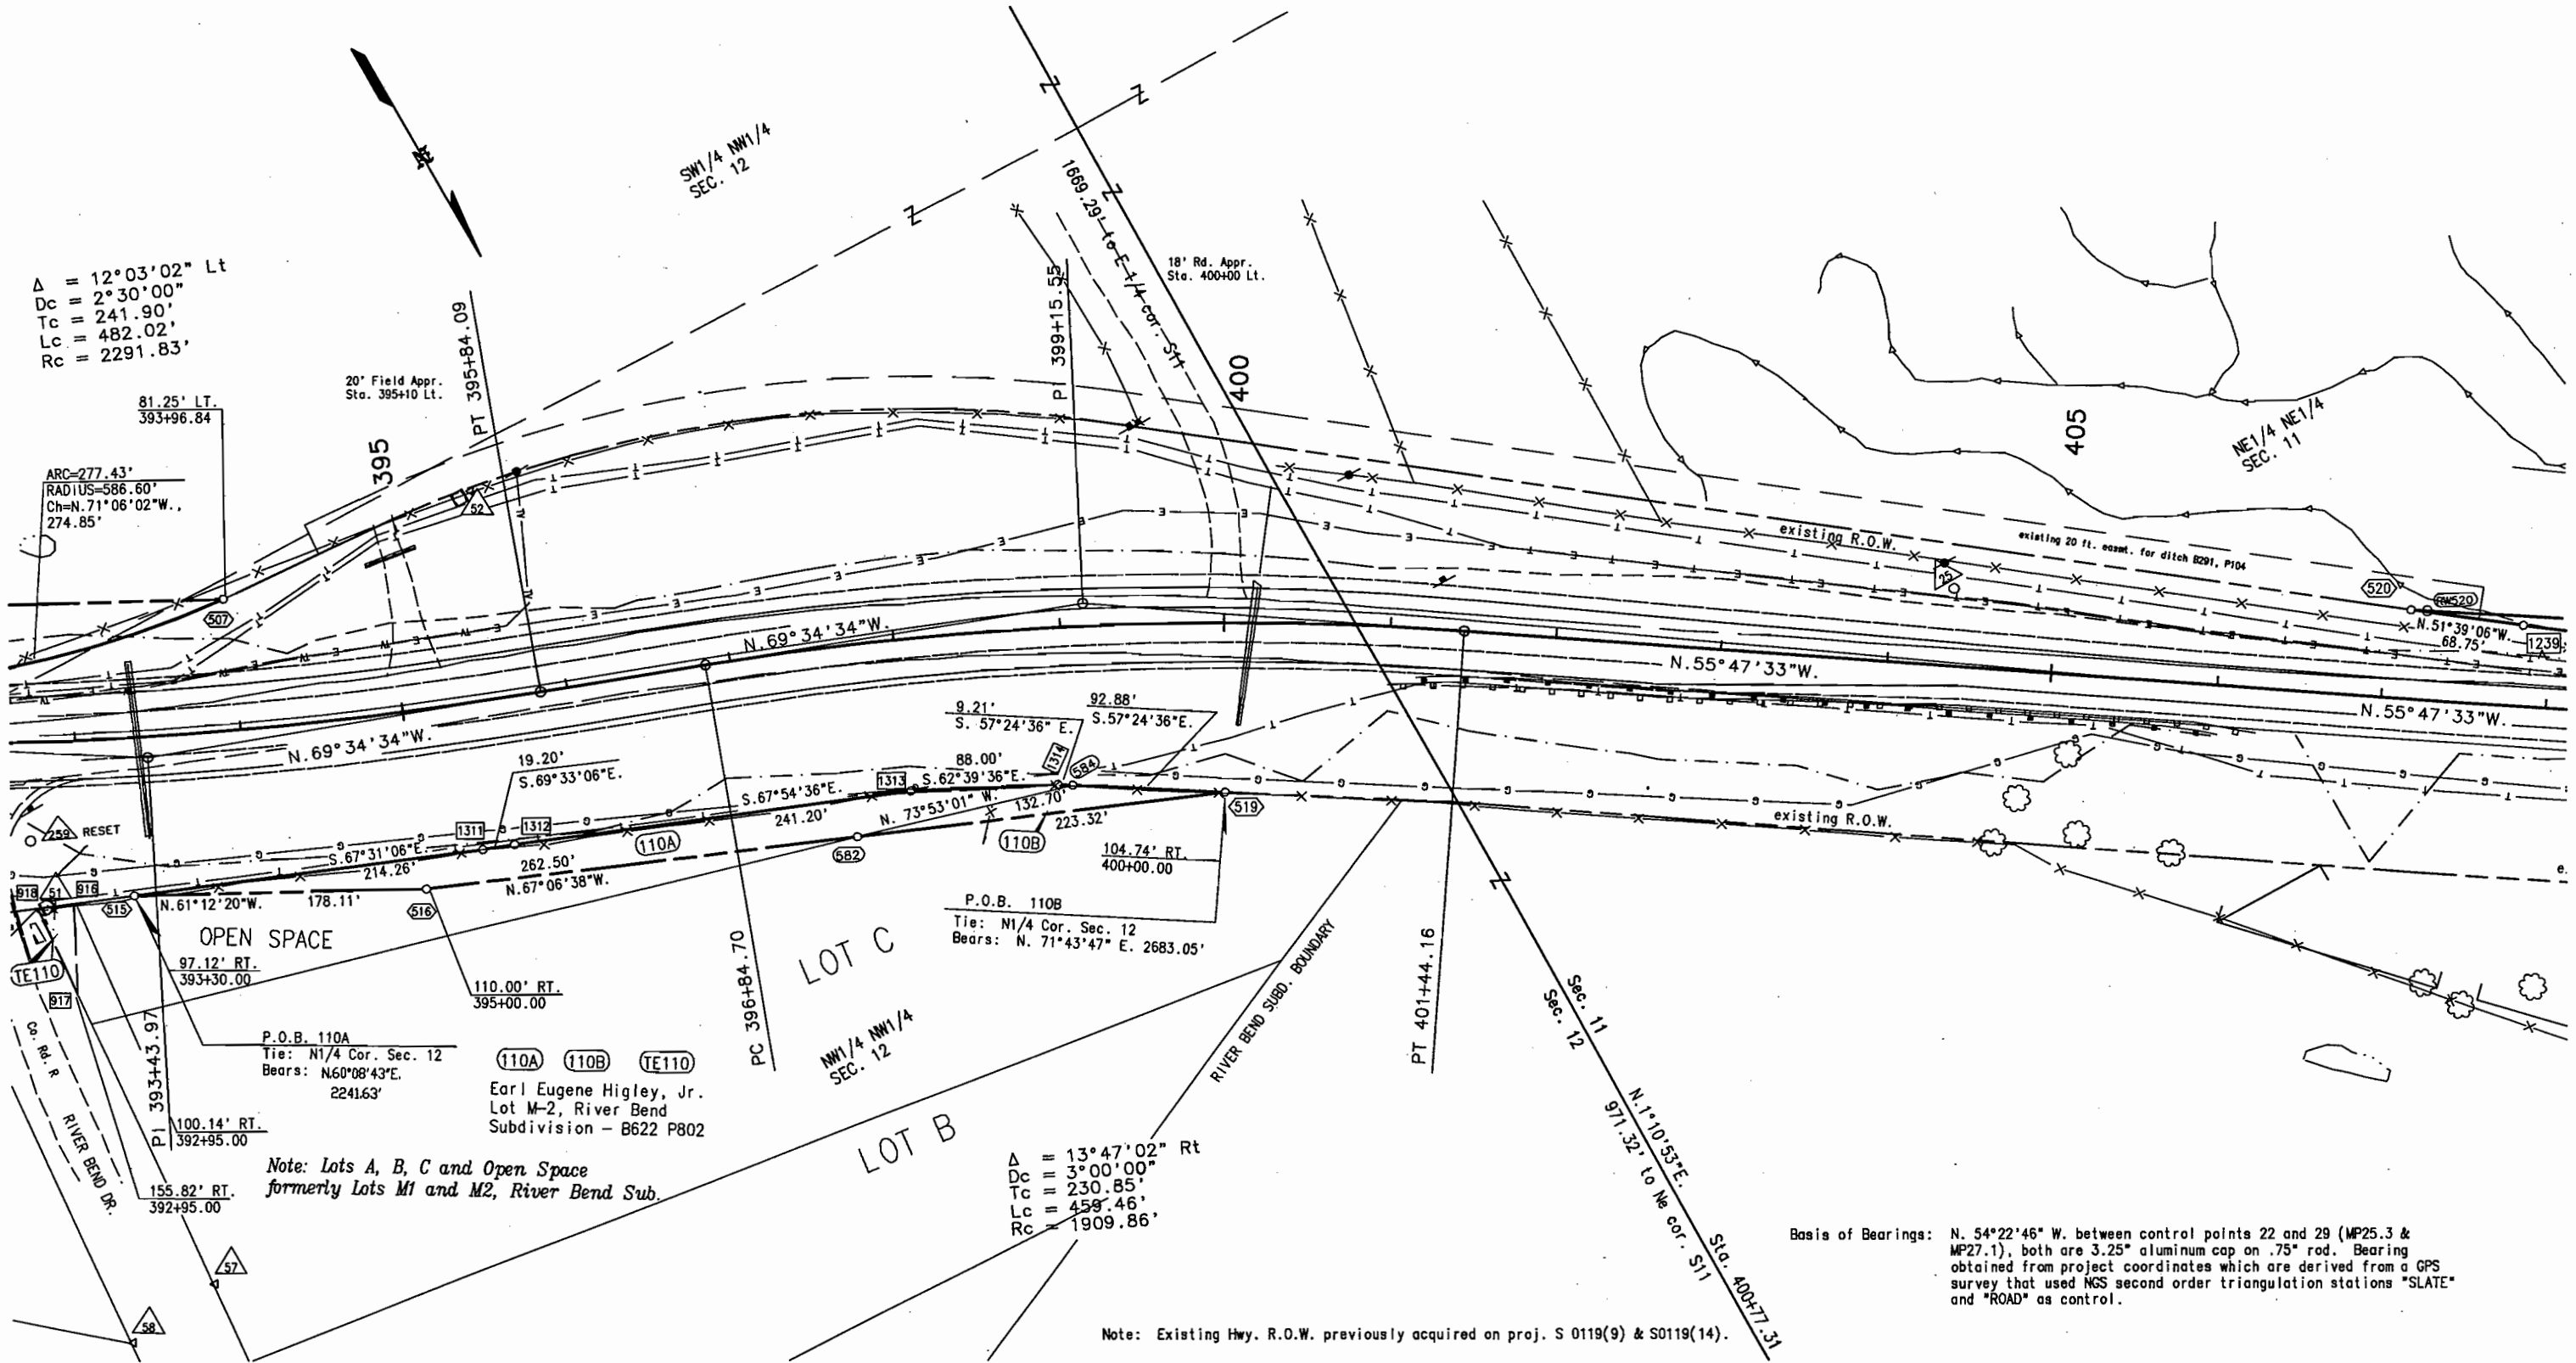 SW1/4 NW1/4
SEC. 12
1669.29' to E 1/4 cor. S11
18' Rd. Appr.
Sta. 400+00 Lt.
Δ = 12°03'02" Lt
Dc = 2°30'00"
Tc = 241.90'
Lc = 482.02'
Rc = 2291.83'
81.25' LT.
393+96.84
20' Field Appr.
Sta. 395+10 Lt.
PT 395+84.09
PI 399+15.55
395
400
405
NE1/4 NE1/4
SEC. 11
ARC=277.43'
RADIUS=586.60'
Ch=N.71°06'02"W.,
274.85'
507
52
existing R.O.W.
existing 20 ft. easmt. for ditch B291, P104
25
520
RW520
N.51°39'06"W.
68.75'
1239
N.69°34'34"W.
N.55°47'33"W.
N.55°47'33"W.
N.69°34'34"W.
9.21'
S. 57°24'36" E.
92.88'
S.57°24'36"E.
19.20'
S.69°33'06"E.
88.00'
S.62°39'36"E.
1313
1314
584
S.67°54'36"E.
241.20'
N. 73°53'01" W.
132.70'
223.32'
519
259 RESET
1311
1312
110A
582
110B
existing R.O.W.
S.67°31'06"E.
214.26'
262.50'
N.67°06'38"W.
104.74' RT.
400+00.00
918
51
916
515
N.61°12'20"W.
178.11'
516
OPEN SPACE
P.O.B. 110B
Tie: N1/4 Cor. Sec. 12
Bears: N. 71°43'47" E. 2683.05'
TE110
917
97.12' RT.
393+30.00
110.00' RT.
395+00.00
LOT C
PC 396+84.70
PT 401+44.16
RIVER BEND SUBD. BOUNDARY
Sec. 11
Sec. 12
PI 393+43.97
Co. Rd. R
RIVER BEND DR.
P.O.B. 110A
Tie: N1/4 Cor. Sec. 12
Bears: N.60°08'43"E.
2241.63'
110A 110B TE110
Earl Eugene Higley, Jr.
Lot M-2, River Bend
Subdivision - B622 P802
NW1/4 NW1/4
SEC. 12
100.14' RT.
392+95.00
155.82' RT.
392+95.00
Note: Lots A, B, C and Open Space
formerly Lots M1 and M2, River Bend Sub.
LOT B
Δ = 13°47'02" Rt
Dc = 3°00'00"
Tc = 230.85'
Lc = 459.46'
Rc = 1909.86'
N.1°10'53"E.
971.32' to Ne cor. S11
Sta. 400+77.31
57
58
Basis of Bearings: N. 54°22'46" W. between control points 22 and 29 (MP25.3 &
MP27.1), both are 3.25" aluminum cap on .75" rod. Bearing
obtained from project coordinates which are derived from a GPS
survey that used NGS second order triangulation stations "SLATE"
and "ROAD" as control.
Note: Existing Hwy. R.O.W. previously acquired on proj. S 0119(9) & S0119(14).